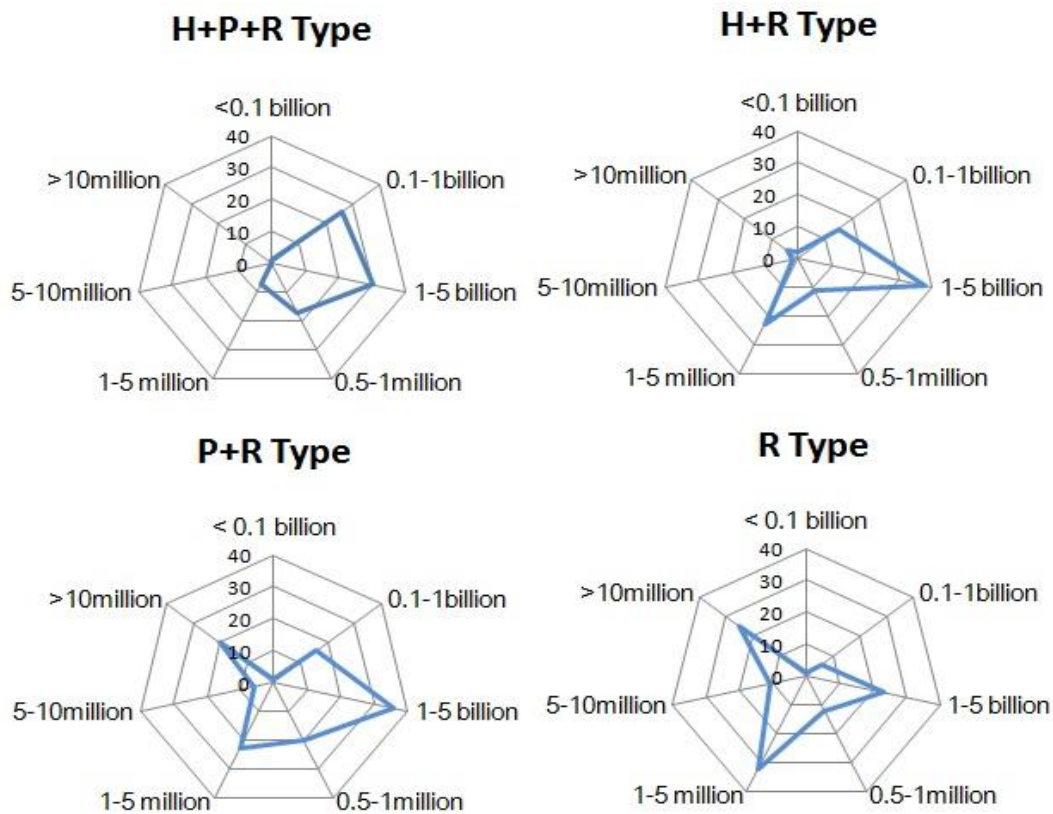 H+P+R Type
<0.1 billion
40
30
20
10
0
0.1-1billion
1-5 billion
0.5-1million
1-5 million
5-10million
>10million
H+R Type
<0.1 billion
40
30
20
10
0
0.1-1billion
1-5 billion
0.5-1million
1-5 million
5-10million
>10million
P+R Type
< 0.1 billion
40
30
20
10
0
0.1-1billion
1-5 billion
0.5-1million
1-5 million
5-10million
>10million
R Type
< 0.1 billion
40
30
20
10
0
0.1-1billion
1-5 billion
0.5-1million
1-5 million
5-10million
>10million